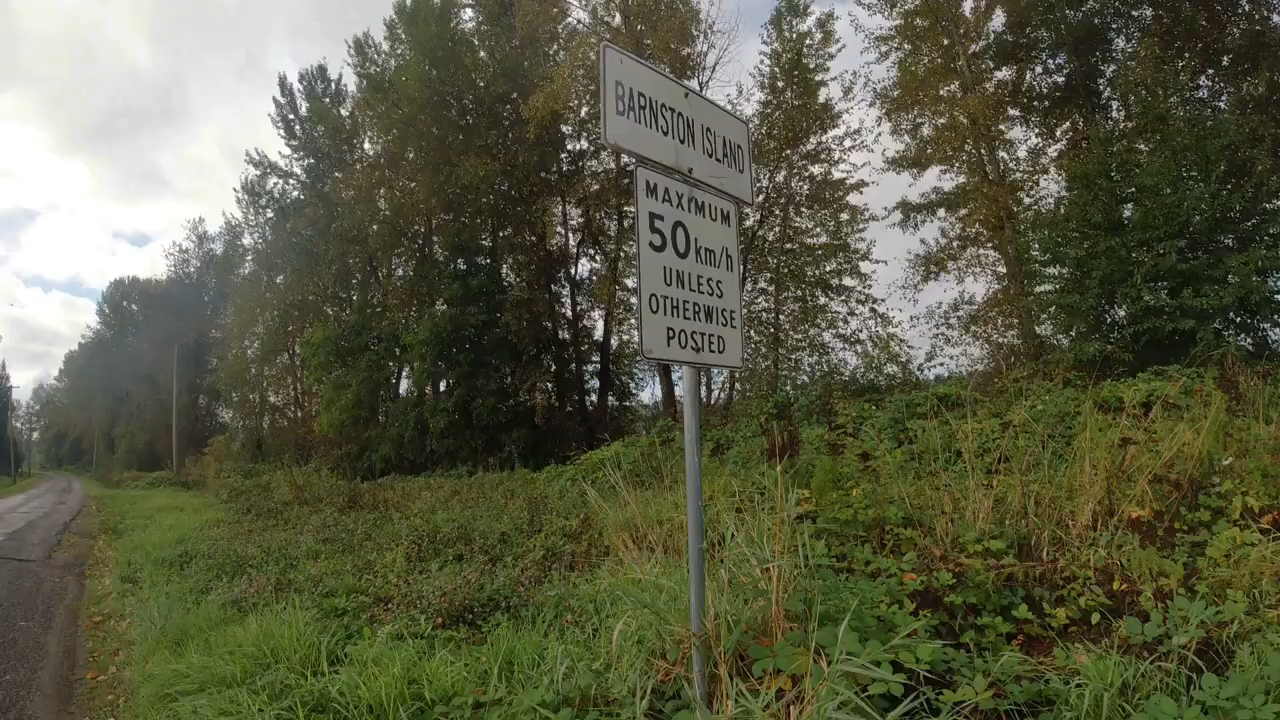 BARNSTON ISLAND
MAXIMUM
50 km/h
UNLESS
OTHERWISE
POSTED